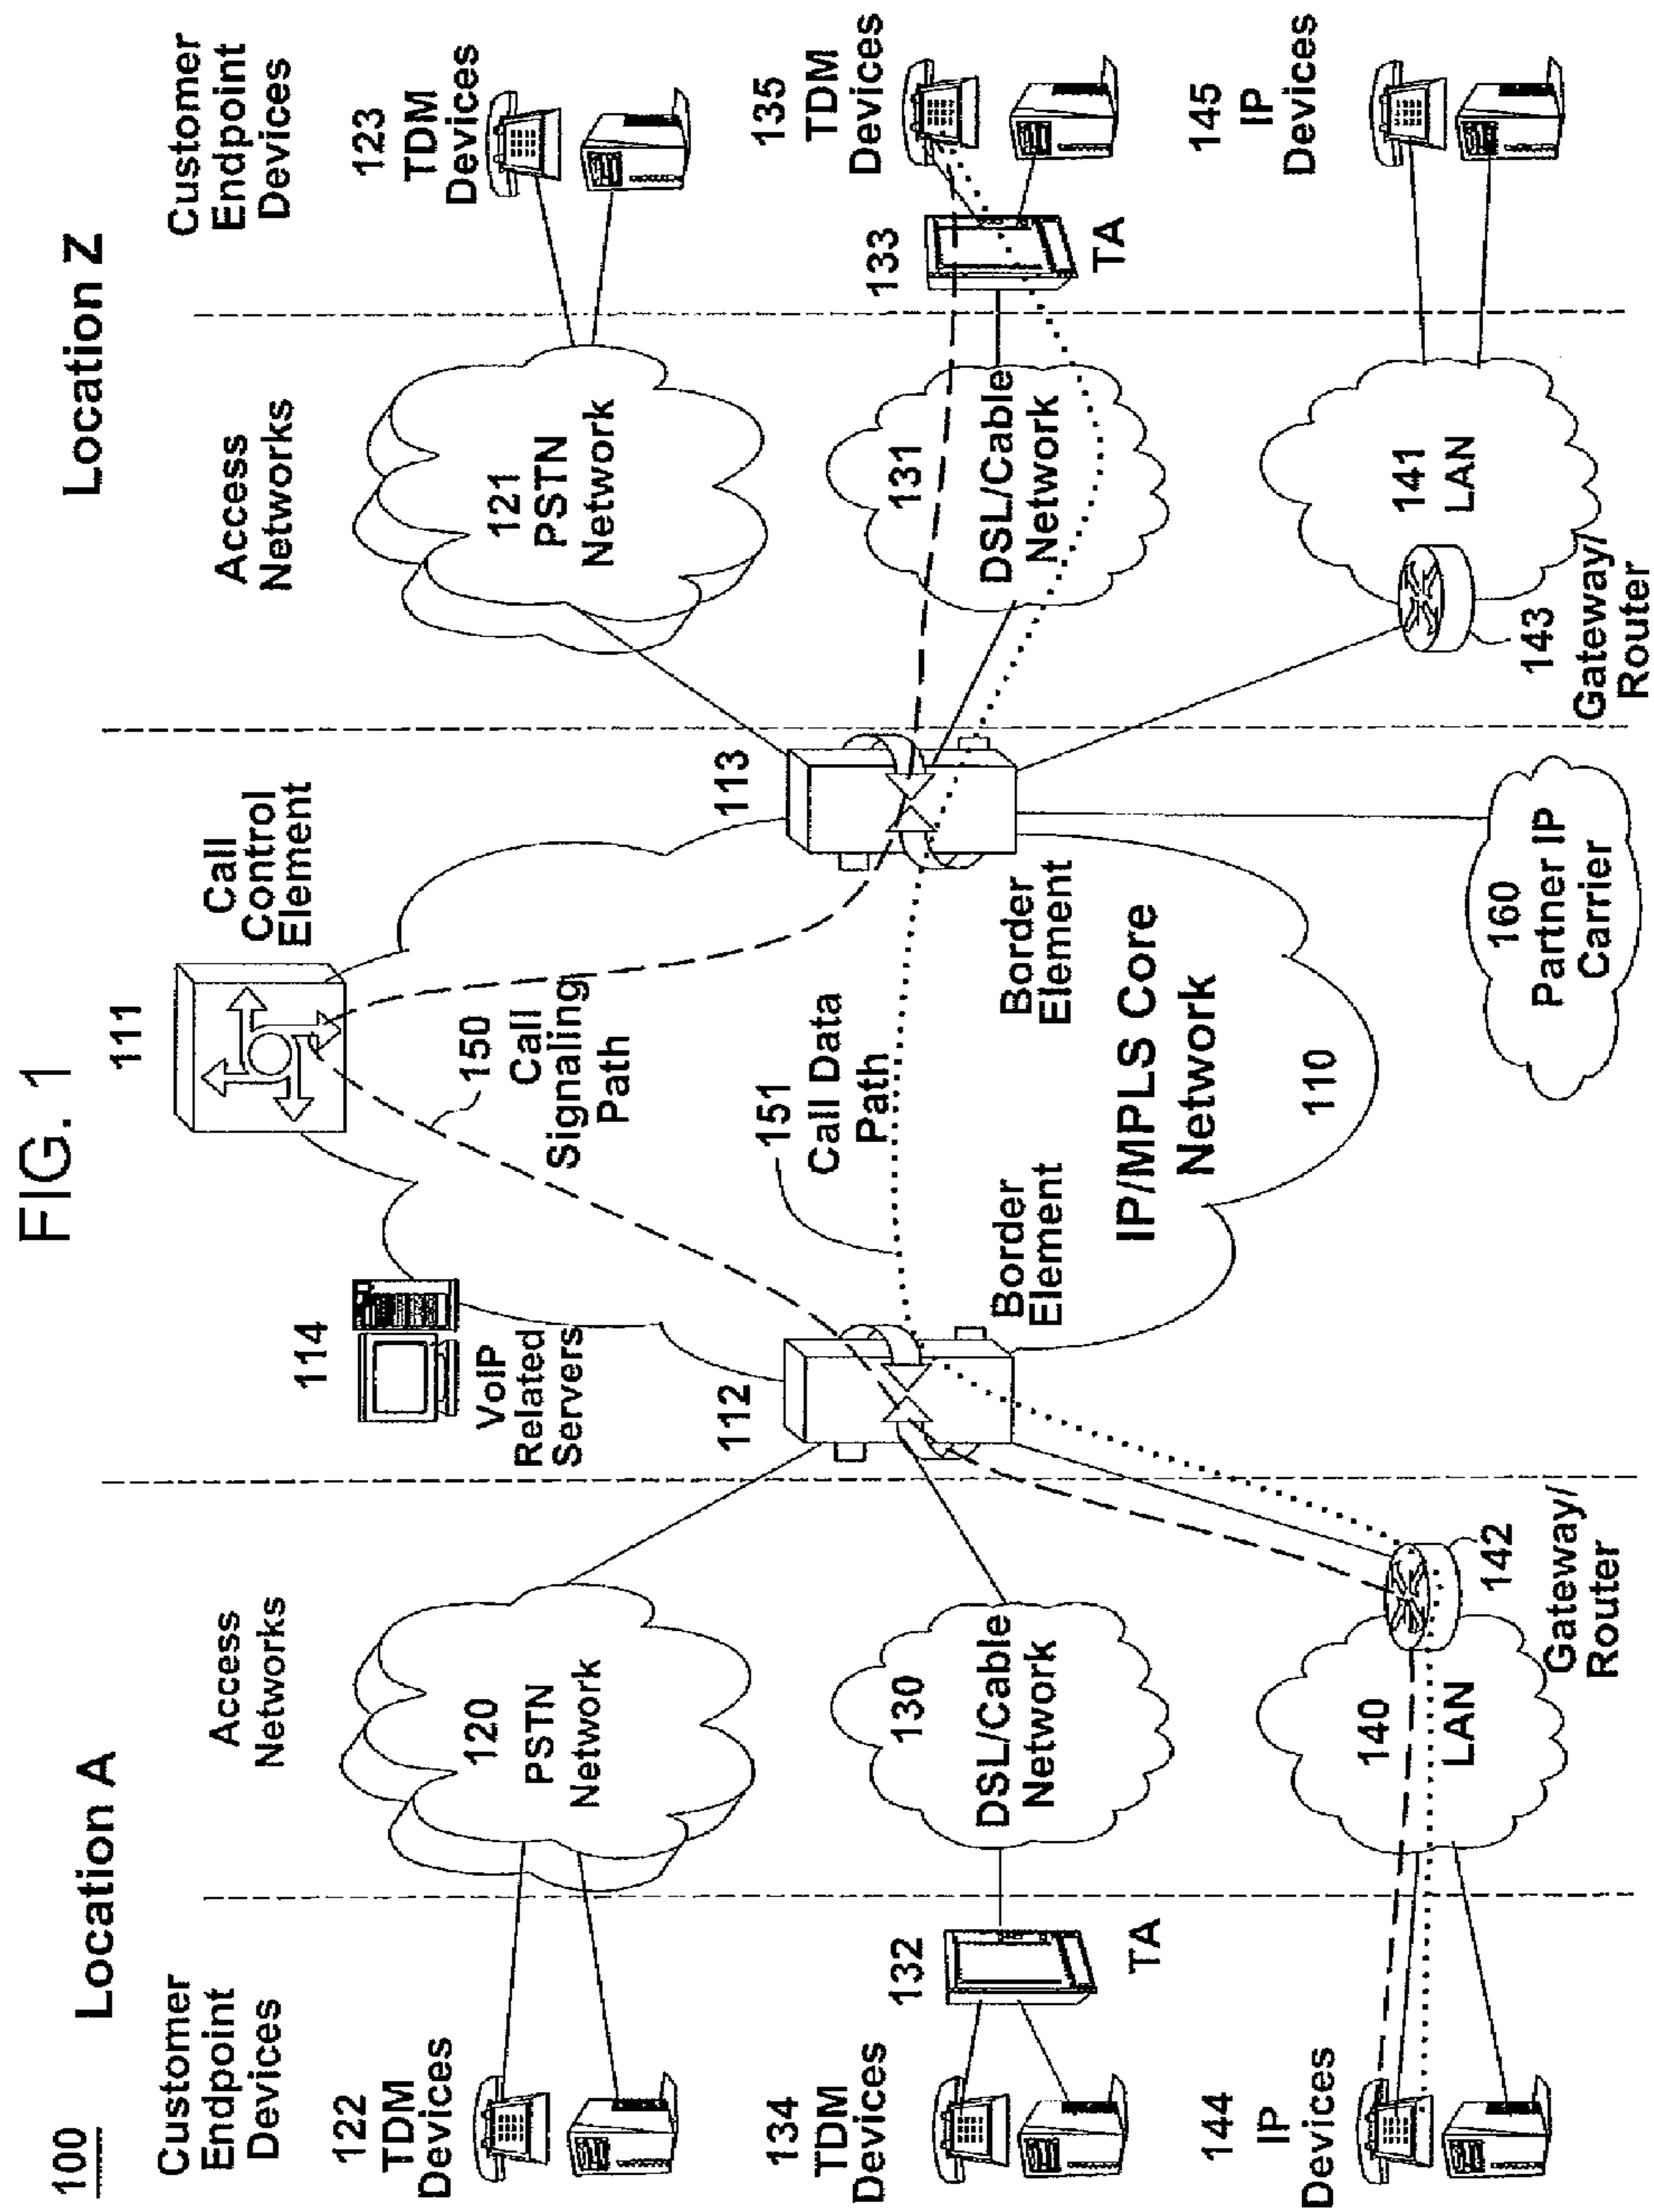 FIG. 1
100
Location A
Location Z
Customer
Endpoint
Devices
Access
Networks
114
VoIP
Related
Servers
111
Call
Control
Element
Access
Networks
Customer
Endpoint
Devices
122
TDM
Devices
120
PSTN
Network
150
Call
Signaling
Path
121
PSTN
Network
123
TDM
Devices
134
TDM
Devices
132
TA
130
DSL/Cable
Network
112
Border
Element
151
Call Data
Path
113
Border
Element
131
DSL/Cable
Network
133
TA
135
TDM
Devices
IP/MPLS Core
Network
110
144
IP
Devices
140
LAN
142
Gateway/
Router
160
Partner IP
Carrier
143
Gateway/
Router
141
LAN
145
IP
Devices